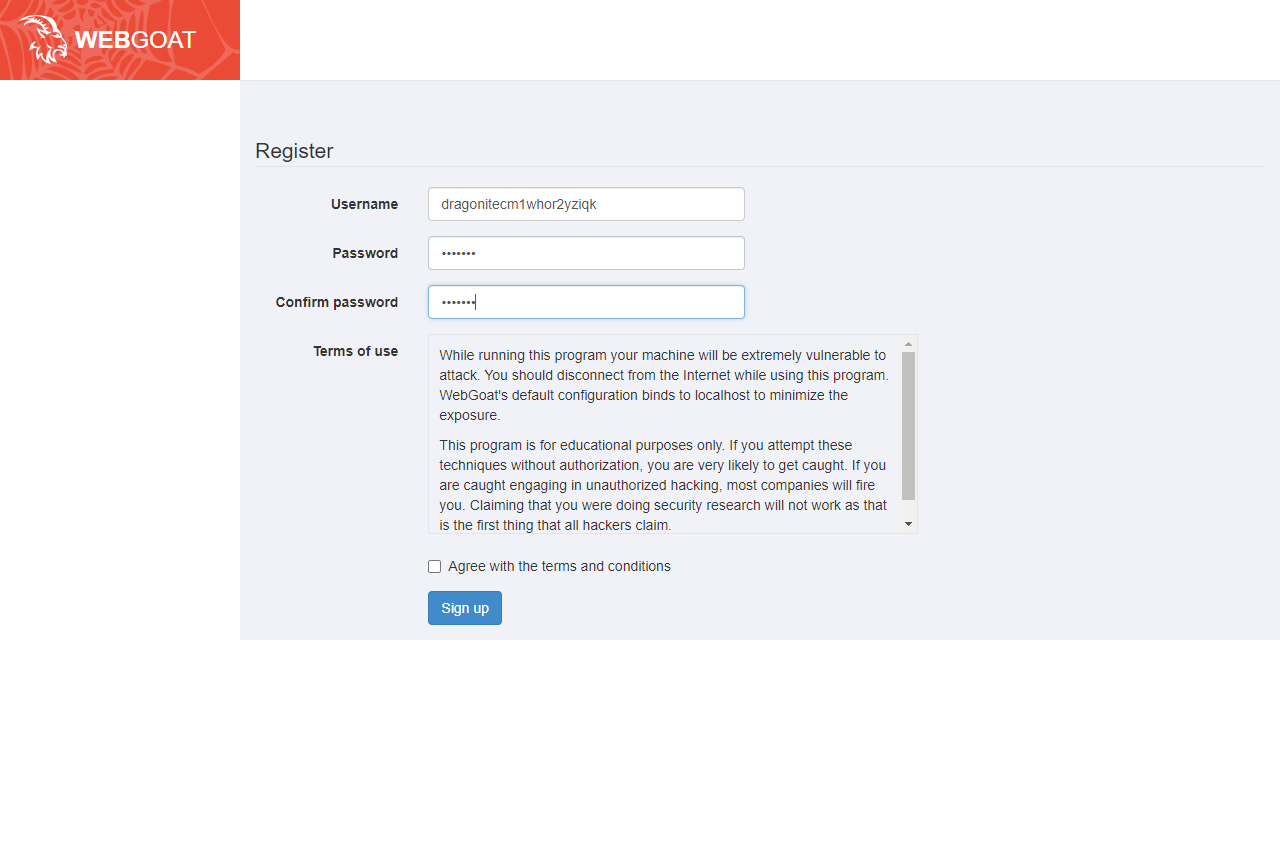 WEBGOAT
Register
Username
dragonitecm1whor2yziqk
Password
•••••••
Confirm password
•••••••
Terms of use
While running this program your machine will be extremely vulnerable to
attack. You should disconnect from the Internet while using this program.
WebGoat's default configuration binds to localhost to minimize the
exposure.
This program is for educational purposes only. If you attempt these
techniques without authorization, you are very likely to get caught. If you
are caught engaging in unauthorized hacking, most companies will fire
you. Claiming that you were doing security research will not work as that
is the first thing that all hackers claim.
Agree with the terms and conditions
Sign up